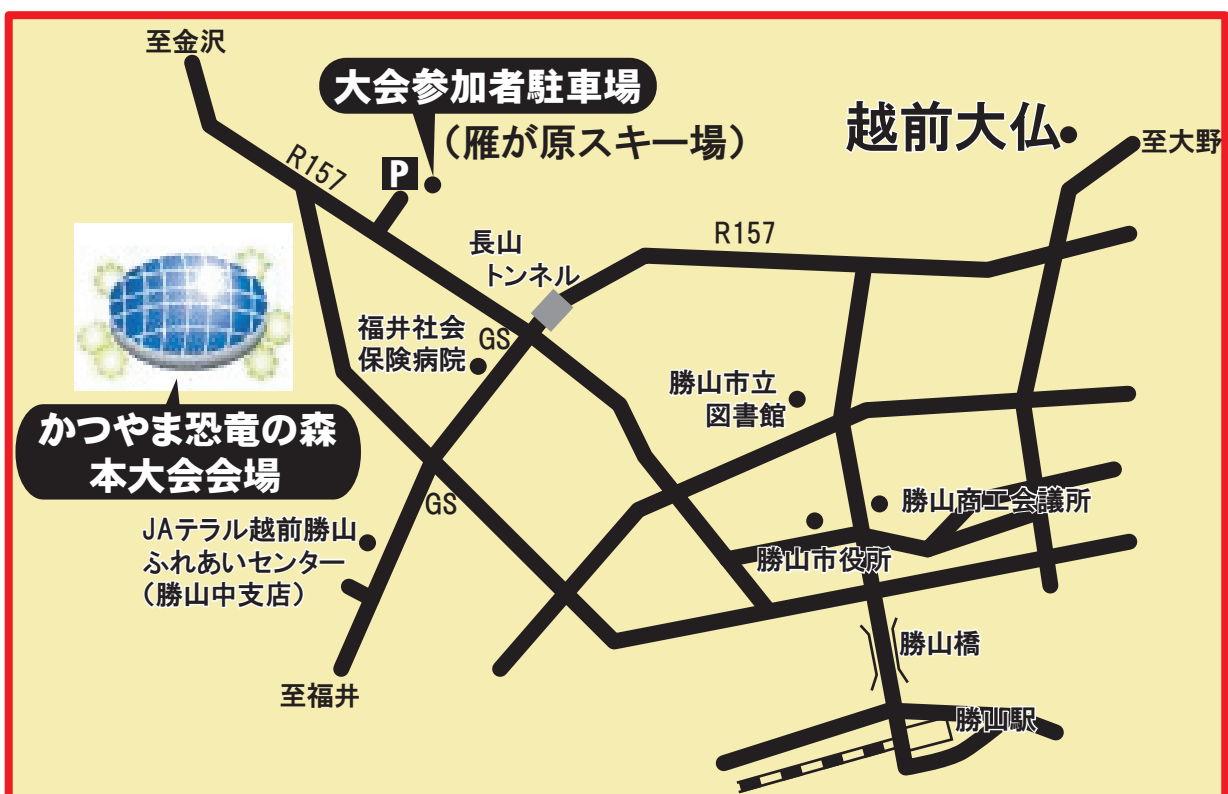 至金沢
大会参加者駐車場
(雁が原スキー場)
越前大仏
至大野
R157
P
R157
長山
トンネル
福井社会
保険病院
GS
勝山市立
図書館
かつやま恐竜の森
本大会会場
GS
勝山商工会議所
JAテラル越前勝山
ふれあいセンター
(勝山中支店)
勝山市役所
勝山橋
至福井
勝山駅